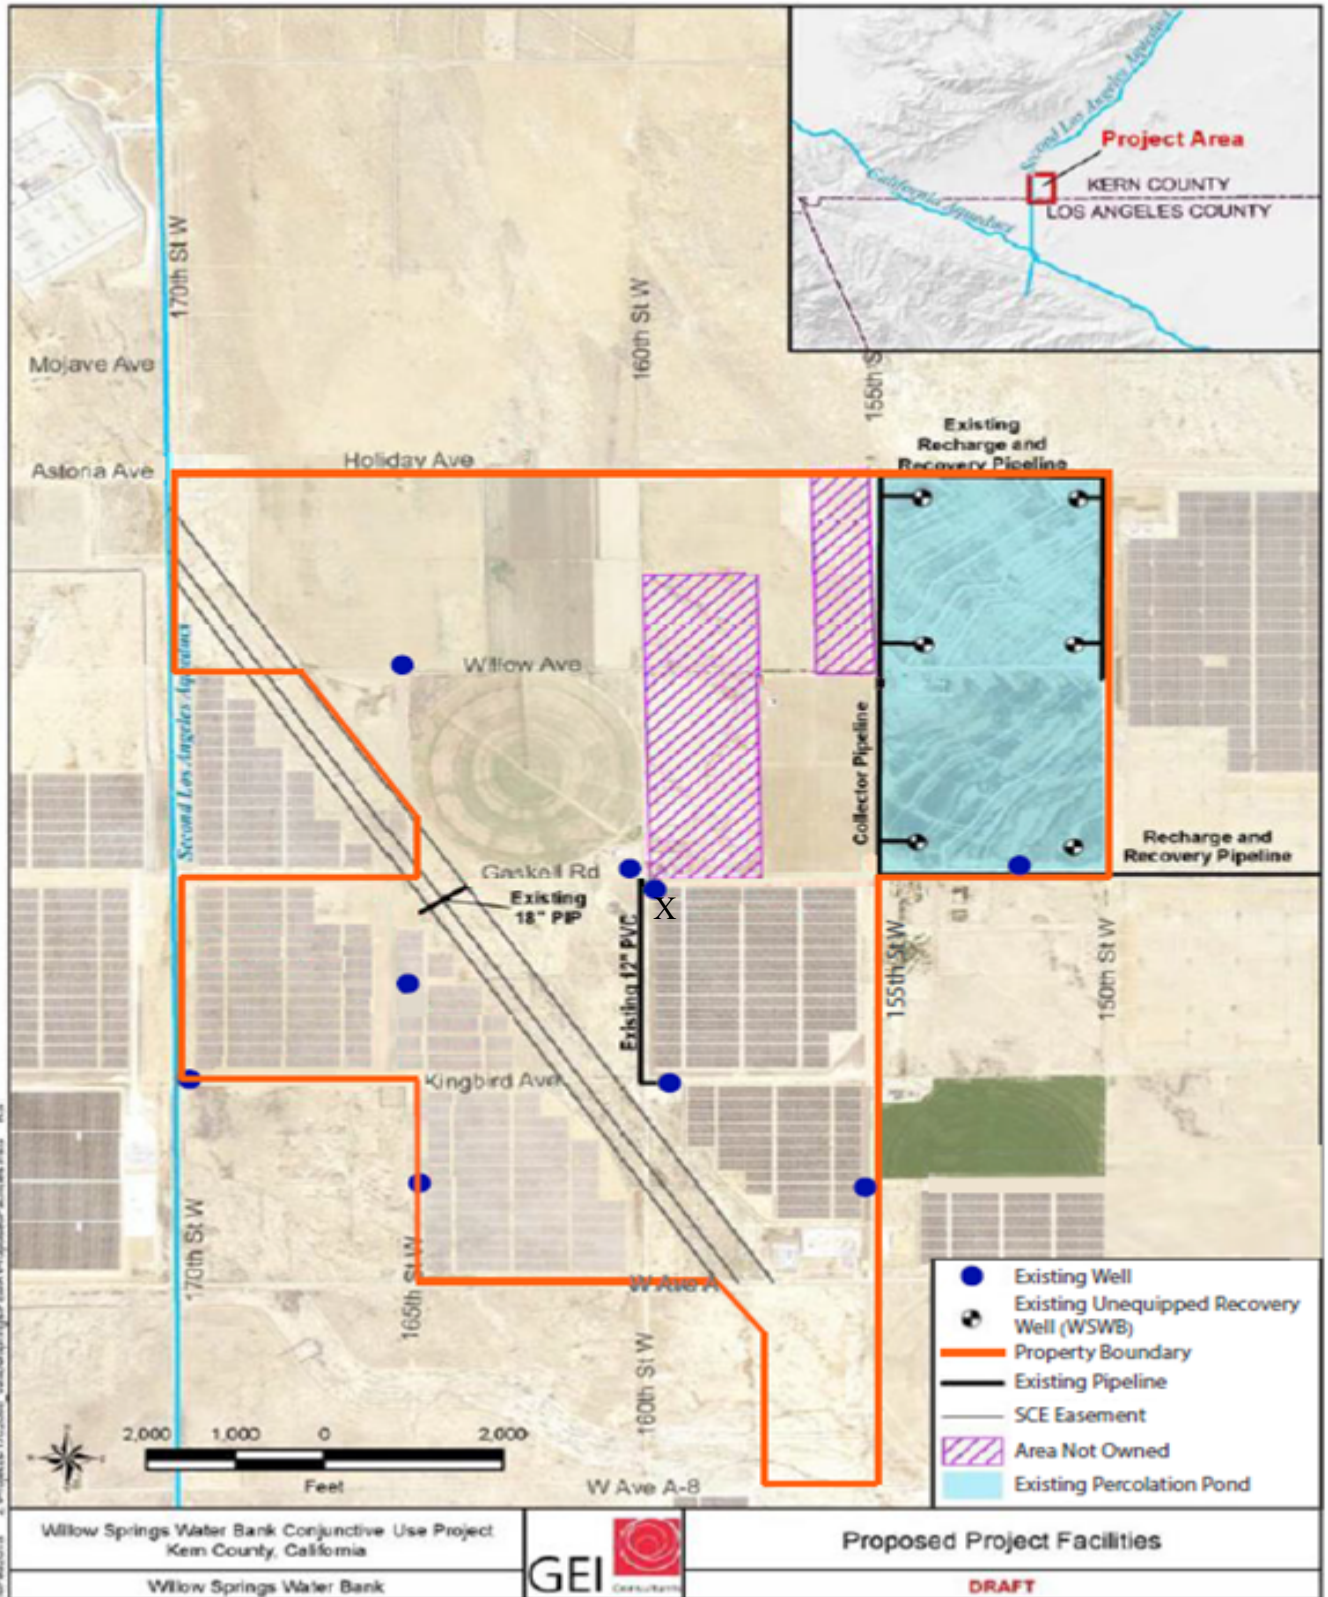 Second Los Angeles Aqueduct
California Aqueduct
Project Area
KERN COUNTY
LOS ANGELES COUNTY
170th St W
160th St W
155th S
Mojave Ave
Astoria Ave
Holiday Ave
Existing
Recharge and
Recovery Pipeline
Second Los Angeles Aqueduct
Willow Ave
Collector Pipeline
Recharge and
Recovery Pipeline
Gaskell Rd
Existing
18" PIP
X
Existing 12" PVC
155th St W
150th St W
Kingbird Ave
170th St W
165th St W
W Ave A
160th St W
Existing Well
Existing Unequipped Recovery
Well (WSWB)
Property Boundary
Existing Pipeline
SCE Easement
Area Not Owned
Existing Percolation Pond
2,000 1,000 0 2,000
Feet
W Ave A-8
Willow Springs Water Bank Conjunctive Use Project
Kern County, California
Willow Springs Water Bank
GEI
Consultants
Proposed Project Facilities
DRAFT